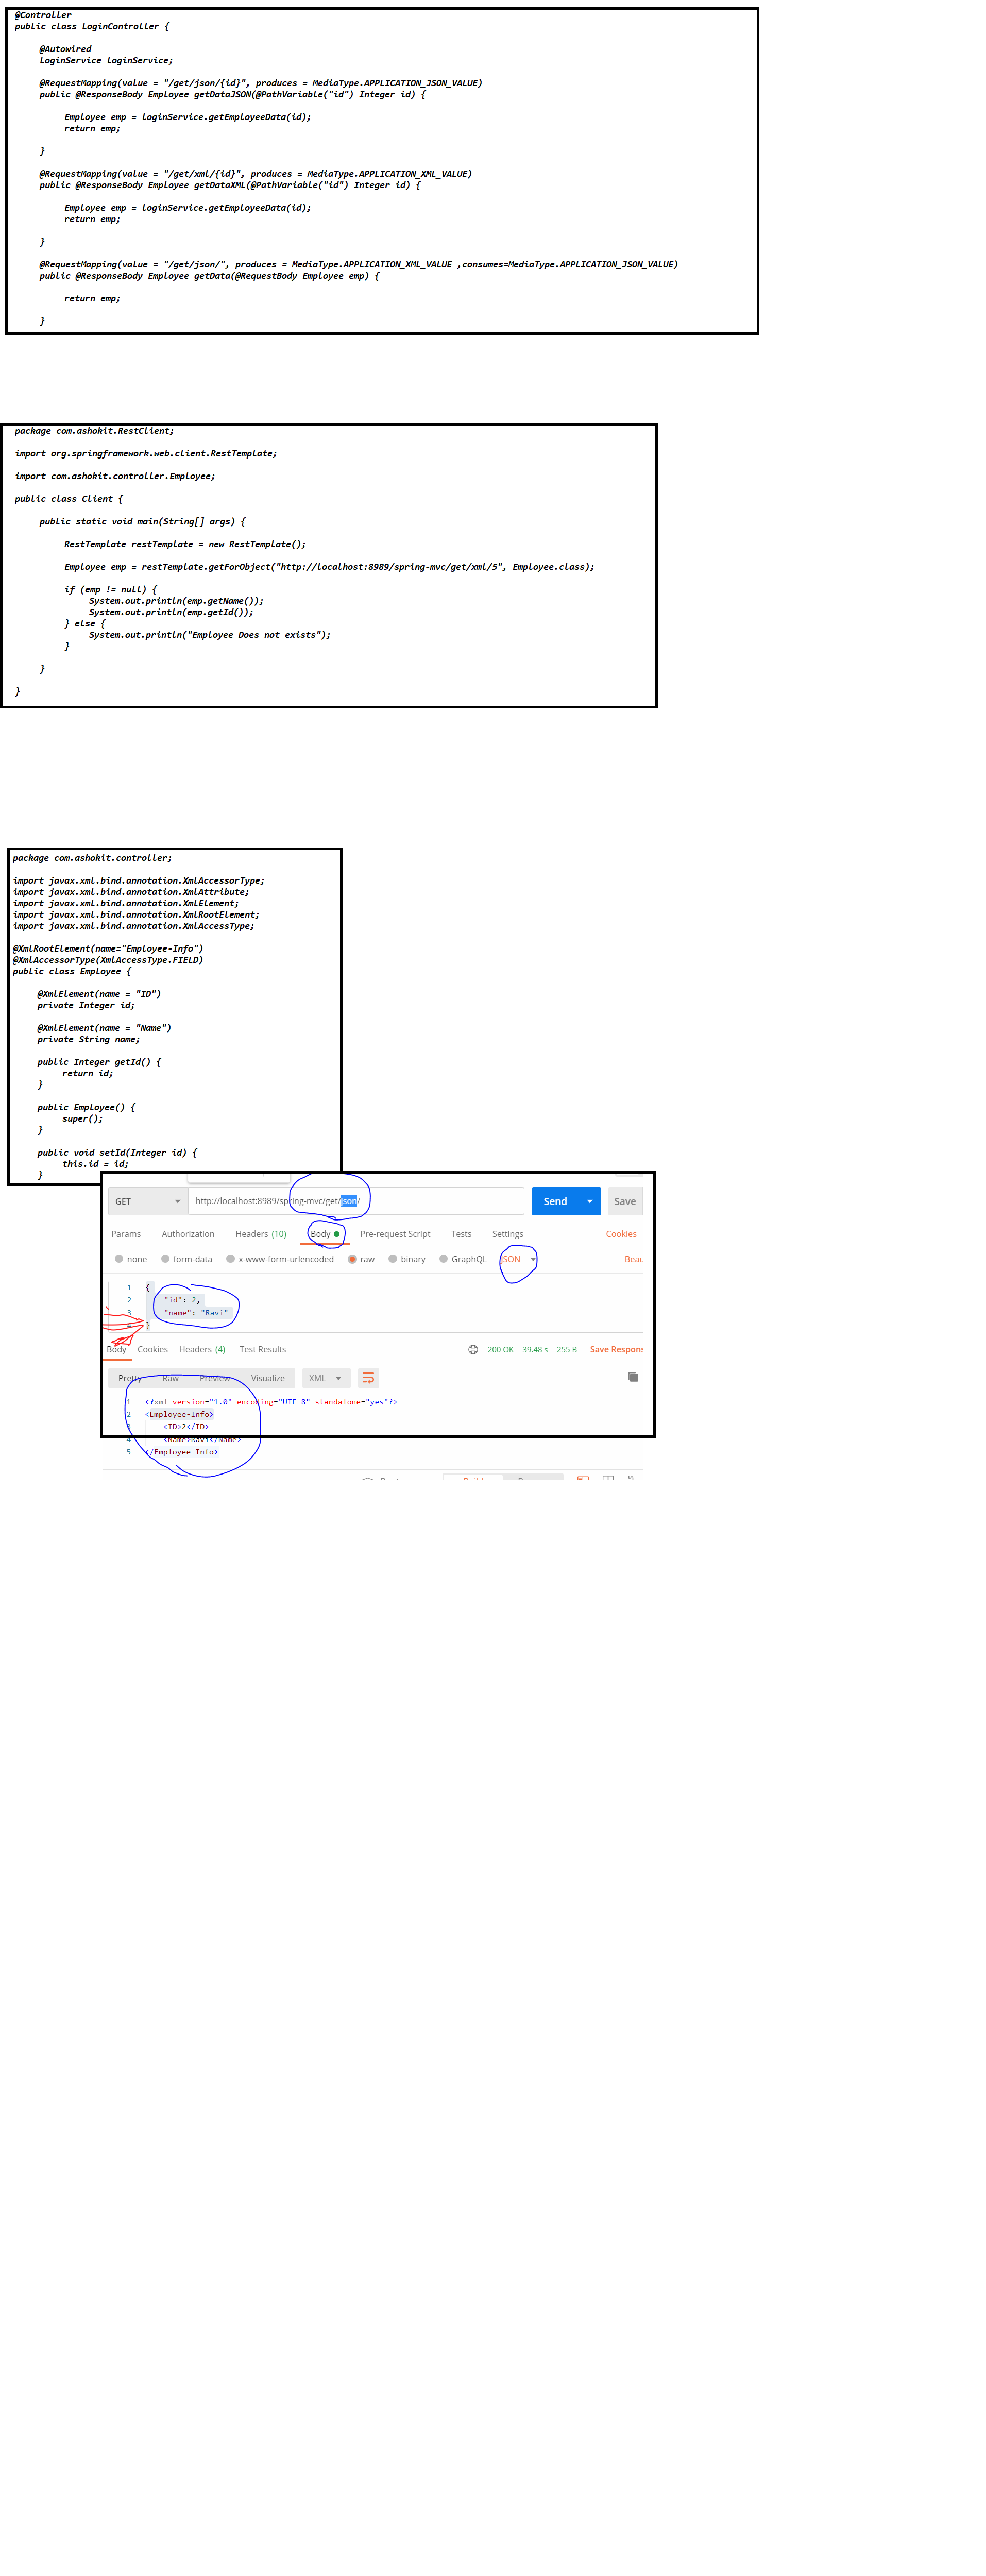 @Controller
public class LoginController {
@Autowired
LoginService loginService;
@RequestMapping(value = "/get/json/{id}", produces = MediaType.APPLICATION_JSON_VALUE)
public @ResponseBody Employee getDataJSON(@PathVariable("id") Integer id) {
Employee emp = loginService.getEmployeeData(id);
return emp;
}
@RequestMapping(value = "/get/xml/{id}", produces = MediaType.APPLICATION_XML_VALUE)
public @ResponseBody Employee getDataXML(@PathVariable("id") Integer id) {
Employee emp = loginService.getEmployeeData(id);
return emp;
}
@RequestMapping(value = "/get/json/", produces = MediaType.APPLICATION_XML_VALUE ,consumes=MediaType.APPLICATION_JSON_VALUE)
public @ResponseBody Employee getData(@RequestBody Employee emp) {
return emp;
}
package com.ashokit.RestClient;
import org.springframework.web.client.RestTemplate;
import com.ashokit.controller.Employee;
public class Client {
public static void main(String[] args) {
RestTemplate restTemplate = new RestTemplate();
Employee emp = restTemplate.getForObject("http://localhost:8989/spring-mvc/get/xml/5", Employee.class);
if (emp != null) {
System.out.println(emp.getName());
System.out.println(emp.getId());
} else {
System.out.println("Employee Does not exists");
}
}
}
package com.ashokit.controller;
import javax.xml.bind.annotation.XmlAccessorType;
import javax.xml.bind.annotation.XmlAttribute;
import javax.xml.bind.annotation.XmlElement;
import javax.xml.bind.annotation.XmlRootElement;
import javax.xml.bind.annotation.XmlAccessType;
@XmlRootElement(name="Employee-Info")
@XmlAccessorType(XmlAccessType.FIELD)
public class Employee {
@XmlElement(name = "ID")
private Integer id;
@XmlElement(name = "Name")
private String name;
public Integer getId() {
return id;
}
public Employee() {
super();
}
public void setId(Integer id) {
this.id = id;
}
GET http://localhost:8989/spring-mvc/get/json/ Send Save
Params Authorization Headers (10) Body Pre-request Script Tests Settings Cookies
none form-data x-www-form-urlencoded raw binary GraphQL JSON Beau
1 {
2 "id": 2,
3 "name": "Ravi"
4 }
Body Cookies Headers (4) Test Results 200 OK 39.48 s 255 B Save Respons
Pretty Raw Preview Visualize XML
1 <?xml version="1.0" encoding="UTF-8" standalone="yes"?>
2 <Employee-Info>
3 <ID>2</ID>
4 <Name>Ravi</Name>
5 </Employee-Info>